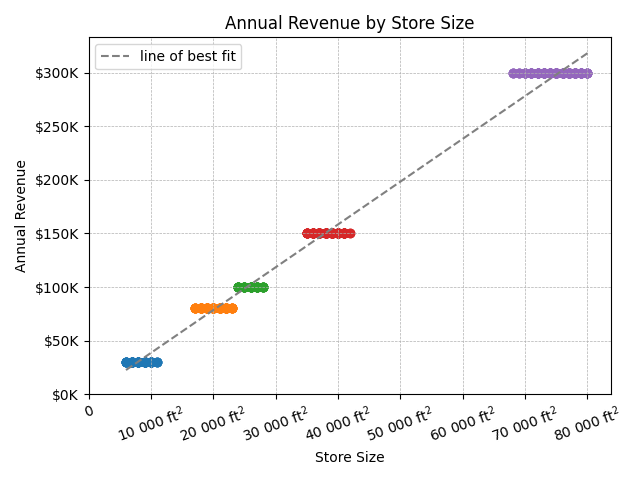 Annual Revenue by Store Size
line of best fit
Annual Revenue
$300K
$250K
$200K
$150K
$100K
$50K
$0K
0
10 000 ft²
20 000 ft²
30 000 ft²
40 000 ft²
50 000 ft²
60 000 ft²
70 000 ft²
80 000 ft²
Store Size